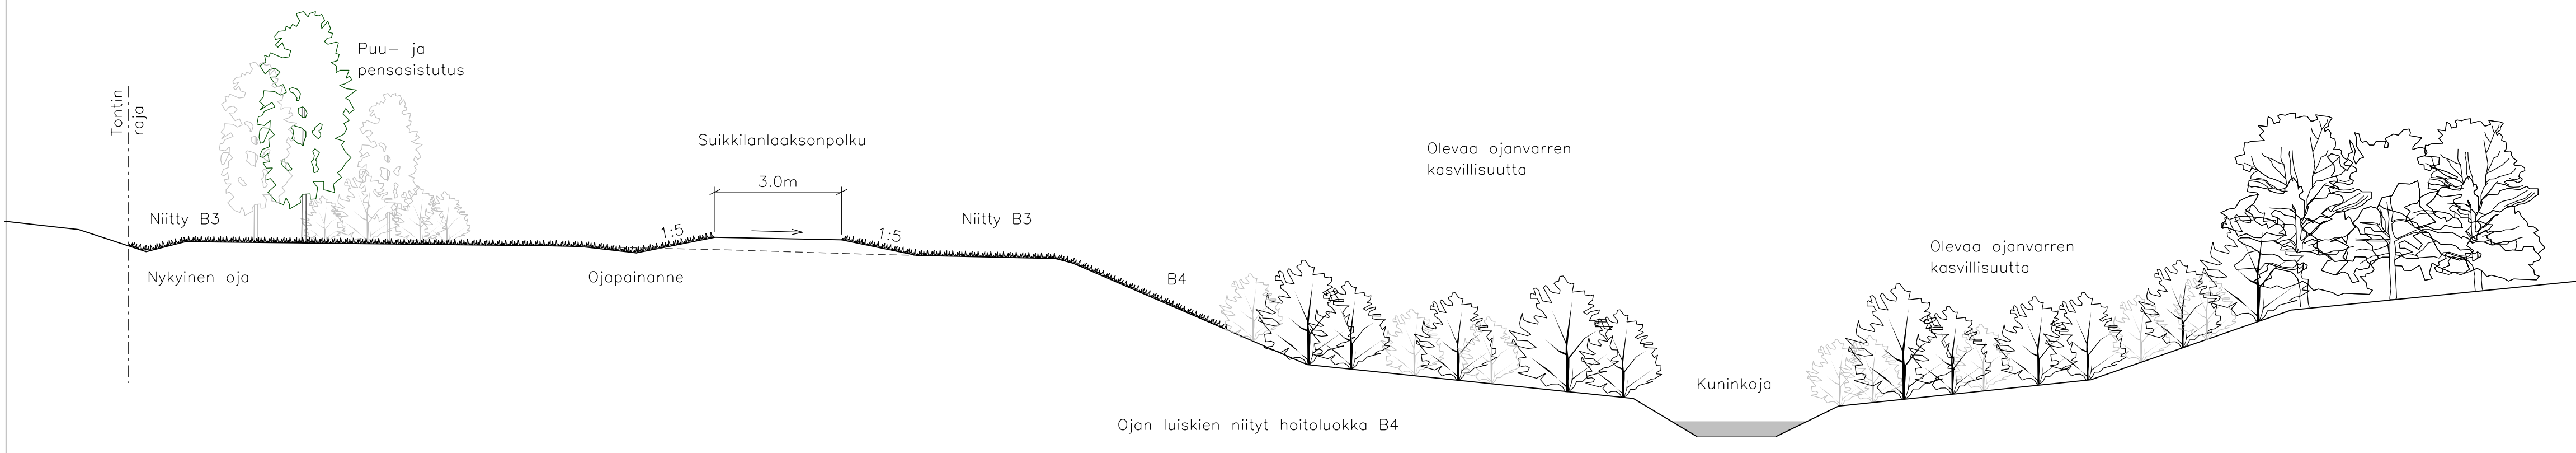 Puu- ja
pensasistutus
Tontin
raja
Suikkilanlaaksonpolku
3.0m
Olevaa ojanvarren
kasvillisuutta
Niitty B3
1:5
1:5
Niitty B3
Olevaa ojanvarren
kasvillisuutta
Nykyinen oja
Ojapainanne
B4
Kuninkoja
Ojan luiskien niityt hoitoluokka B4